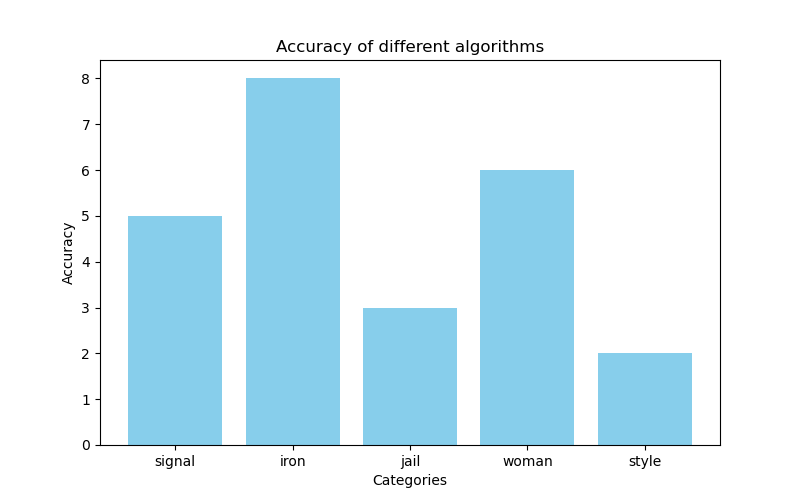 Accuracy of different algorithms
Accuracy
8
7
6
5
4
3
2
1
0
signal iron jail woman style
Categories